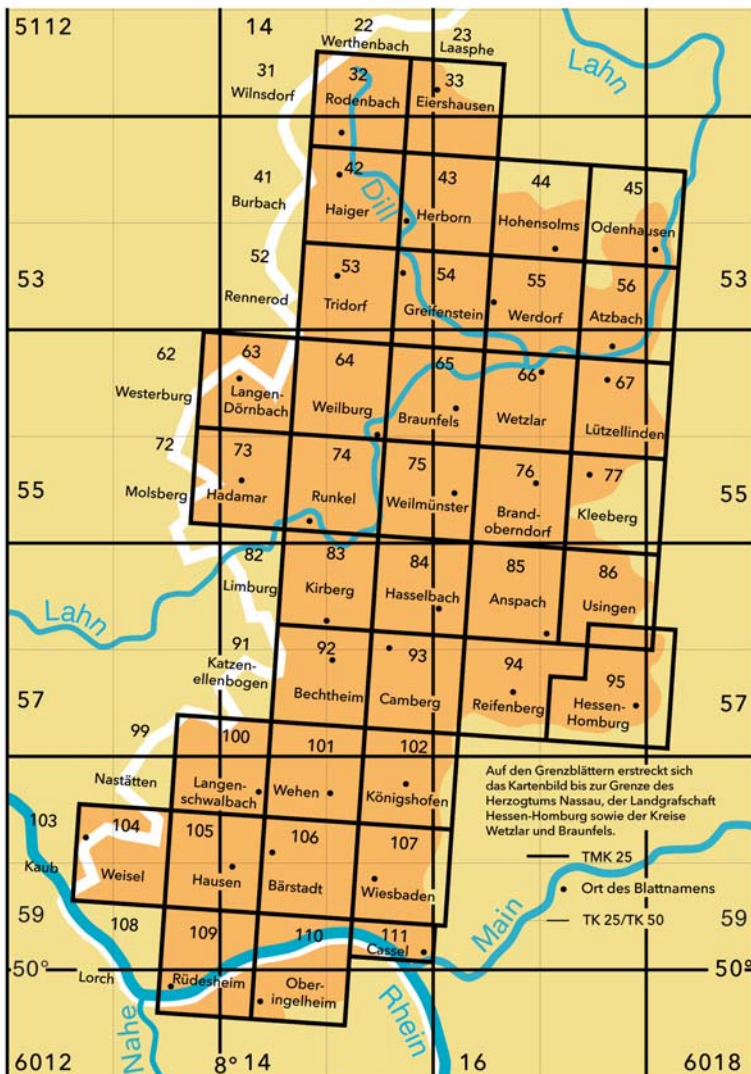 5112
14
22
Werthenbach
23
Laasphe
Lahn
31
Wilnsdorf
32
Rodenbach
33
Eiershausen
41
Burbach
42
Haiger
Dill
43
Herborn
44
Hohensolms
45
Odenhausen
53
52
Rennerod
53
Tridorf
54
Greifenstein
55
Werdorf
56
Atzbach
53
62
Westerburg
63
Langen-
Dörnbach
64
Weilburg
65
Braunfels
66
Wetzlar
67
Lützellinden
55
72
Molsberg
73
Hadamar
74
Runkel
75
Weilmünster
76
Brand-
oberndorf
77
Kleeberg
55
Lahn
82
Limburg
83
Kirberg
84
Hasselbach
85
Anspach
86
Usingen
57
91
Katzen-
ellenbogen
92
Bechtheim
93
Camberg
94
Reifenberg
95
Hessen-
Homburg
57
99
Nastätten
100
Langen-
schwalbach
101
Wehen
102
Königshofen
Auf den Grenzblättern erstreckt sich
das Kartenbild bis zur Grenze des
Herzogtums Nassau, der Landgrafschaft
Hessen-Homburg sowie der Kreise
Wetzlar und Braunfels.
TMK 25
Ort des Blattnamens
TK 25/TK 50
103
Kaub
104
Weisel
105
Hausen
106
Bärstadt
107
Wiesbaden
59
108
Lorch
109
Rüdesheim
110
Ober-
ingelheim
111
Cassel
Main
59
50°
50°
Nahe
Rhein
6012
8° 14
16
6018